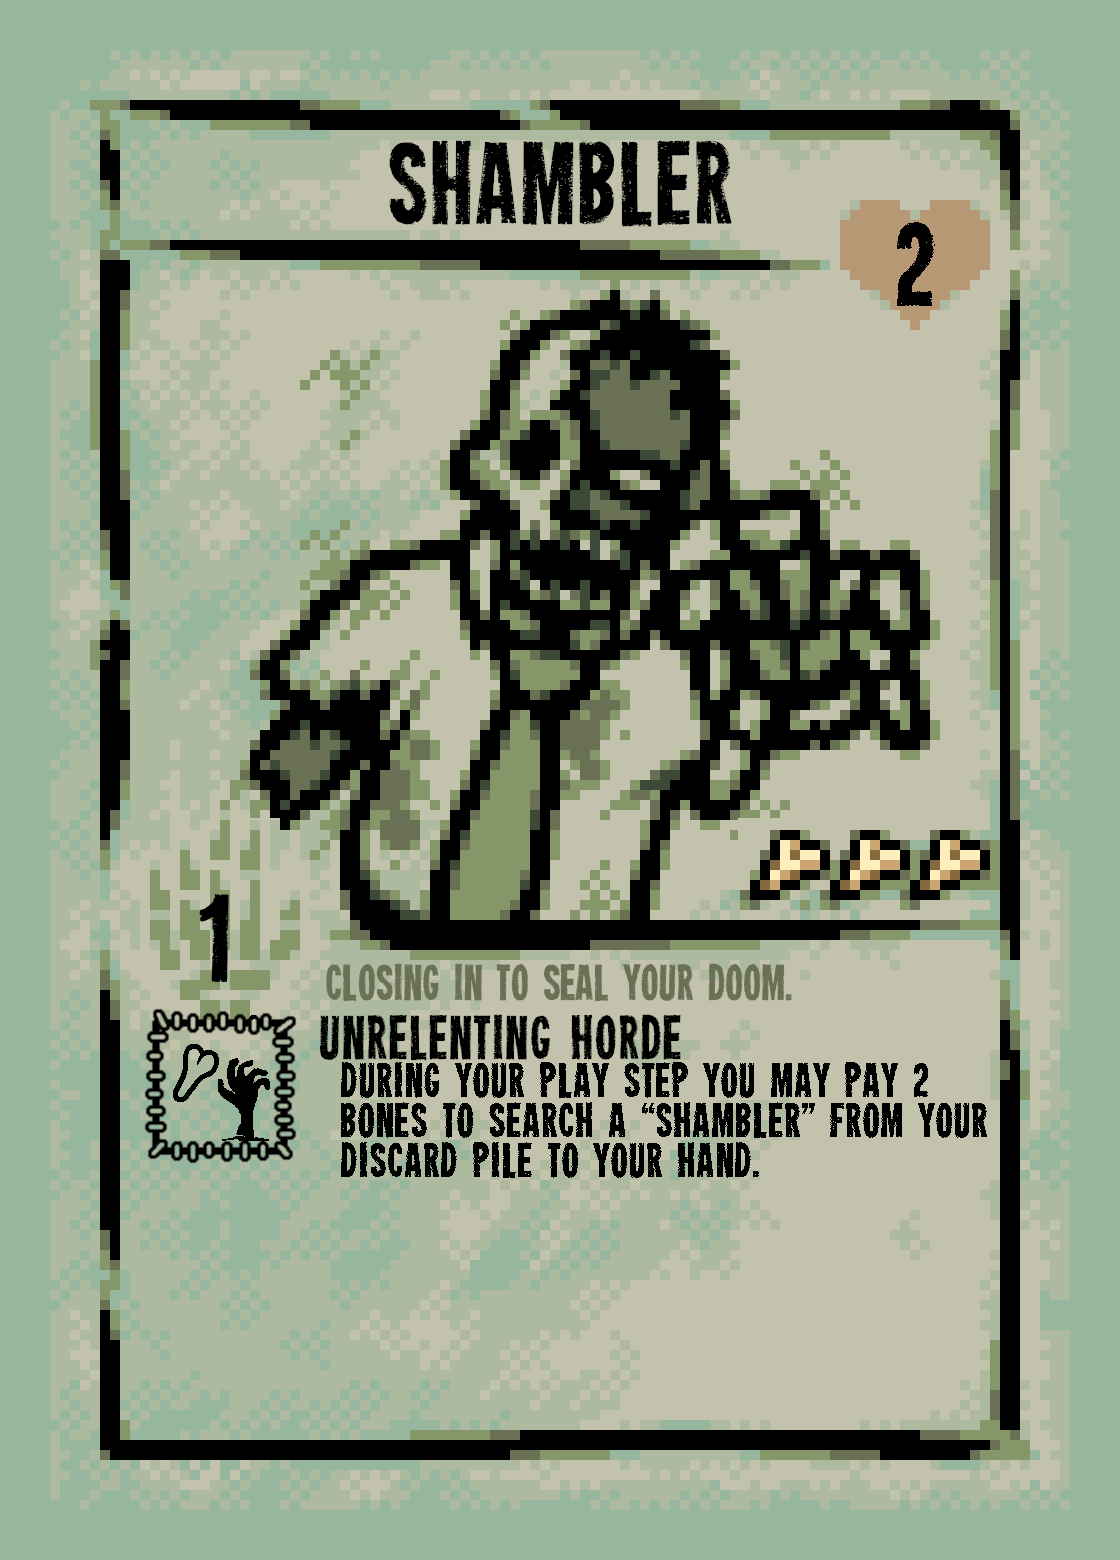 SHAMBLER
2
1
CLOSING IN TO SEAL YOUR DOOM.
UNRELENTING HORDE
DURING YOUR PLAY STEP YOU MAY PAY 2
BONES TO SEARCH A “SHAMBLER” FROM YOUR
DISCARD PILE TO YOUR HAND.